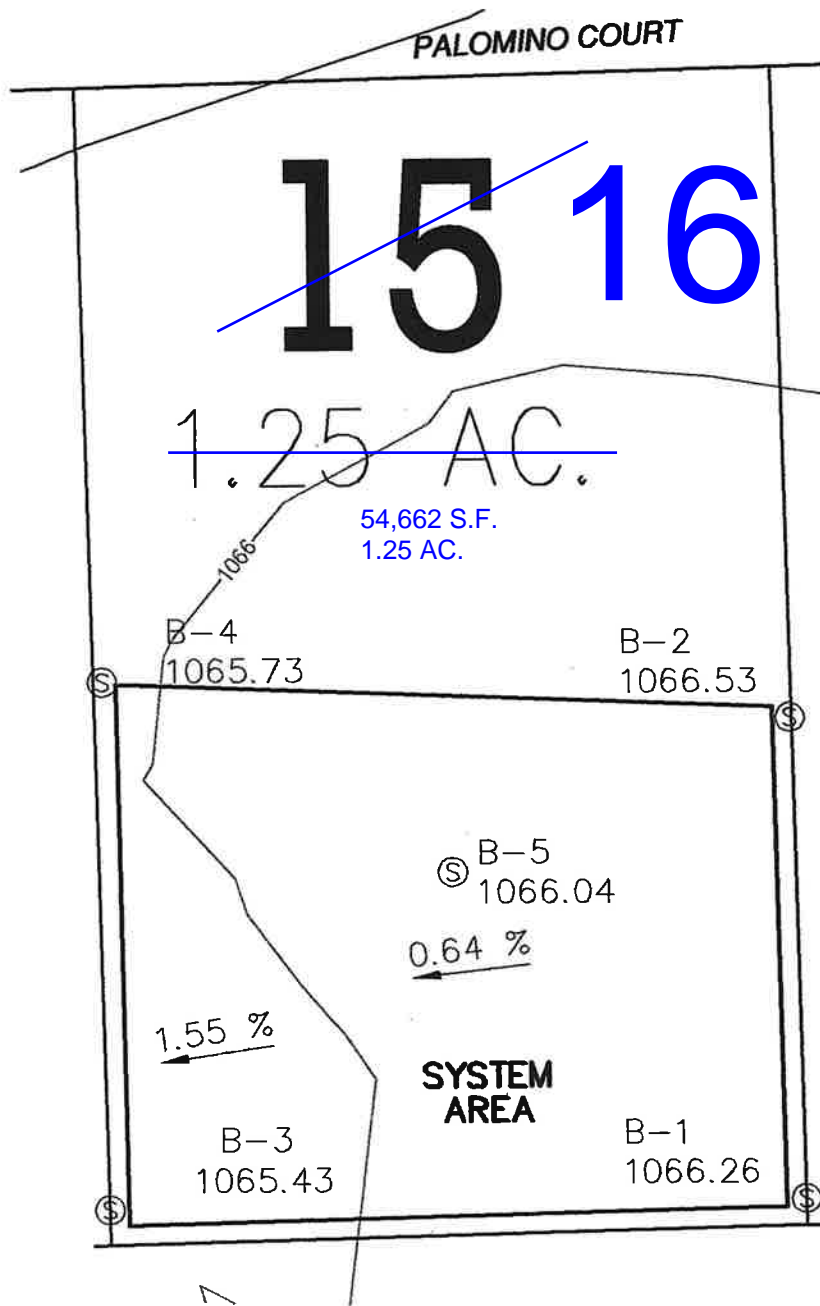 PALOMINO COURT
15
16
1.25 AC.
54,662 S.F.
1.25 AC.
1066
B-4
1065.73
B-2
1066.53
S
S
B-5
S
1066.04
0.64 %
1.55 %
SYSTEM
AREA
B-3
1065.43
B-1
1066.26
S
S